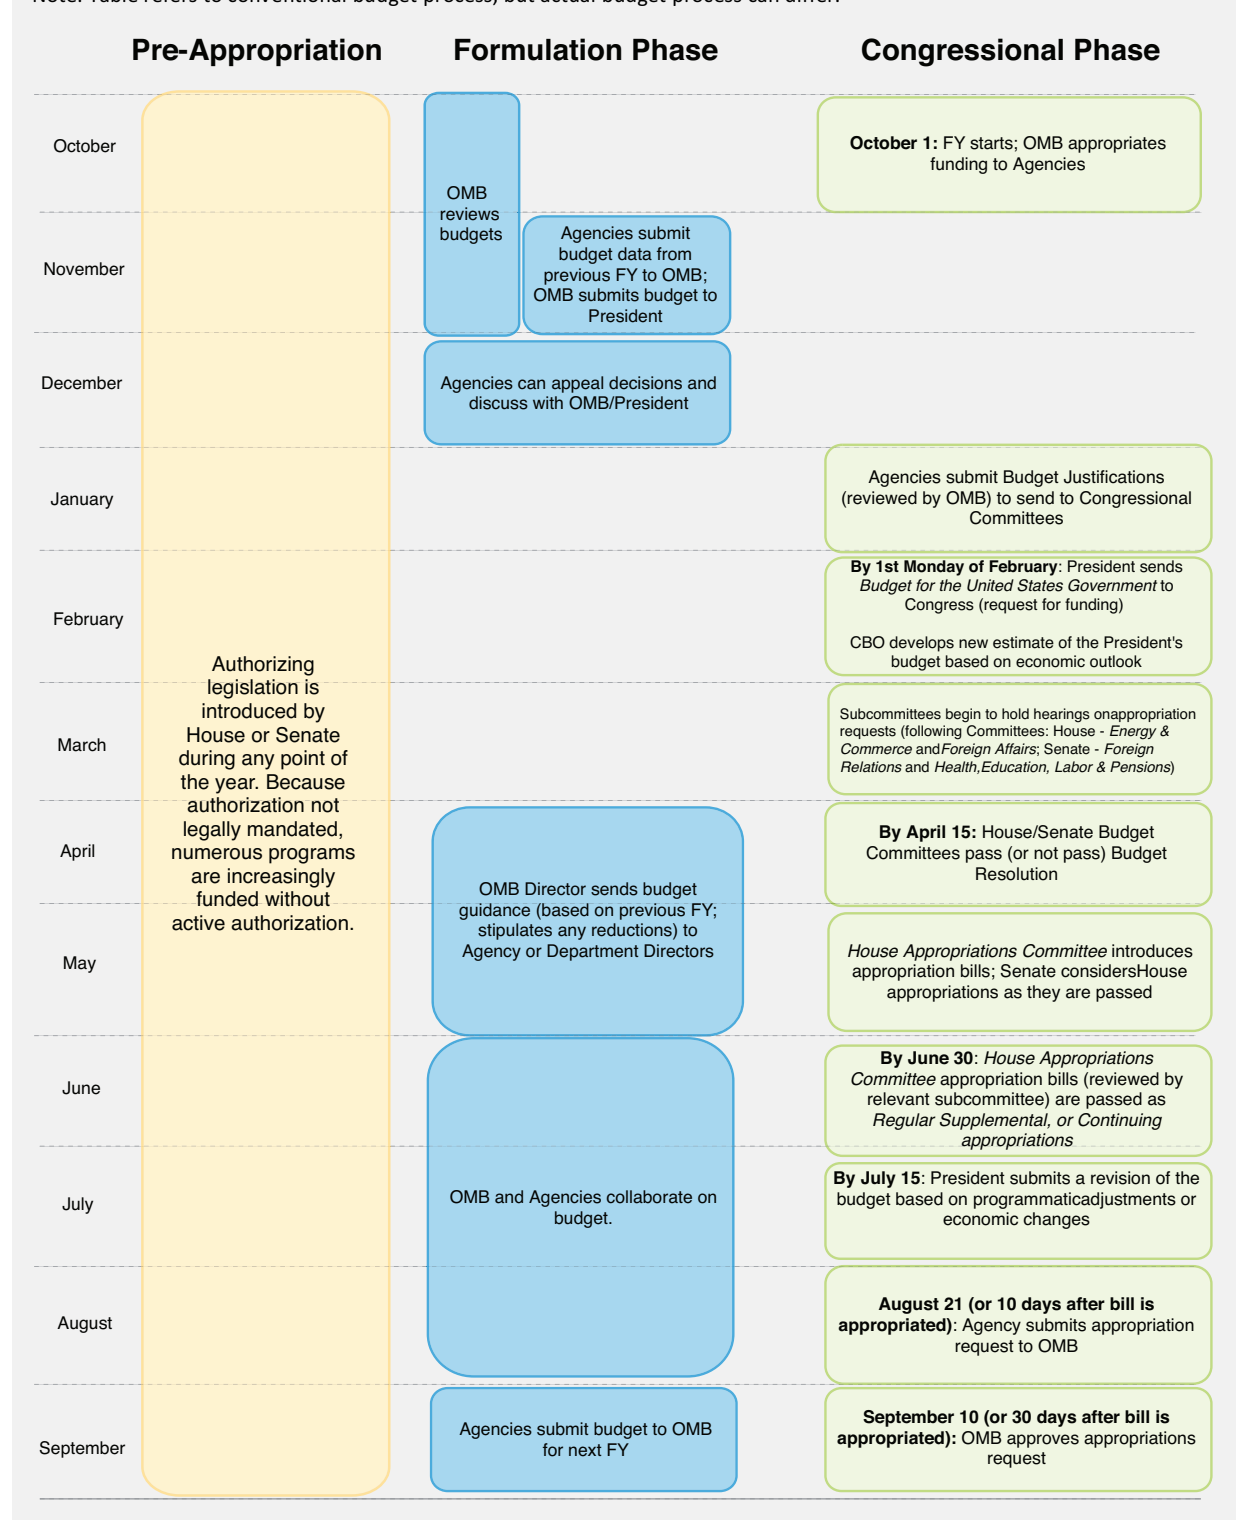 Note: Table refers to conventional budget process, but actual budget process can differ.
Pre-Appropriation
Formulation Phase
Congressional Phase
October
OMB
reviews
budgets
October 1: FY starts; OMB appropriates
funding to Agencies
November
Agencies submit
budget data from
previous FY to OMB;
OMB submits budget to
President
December
Agencies can appeal decisions and
discuss with OMB/President
January
Agencies submit Budget Justifications
(reviewed by OMB) to send to Congressional
Committees
February
By 1st Monday of February: President sends
Budget for the United States Government to
Congress (request for funding)
CBO develops new estimate of the President's
budget based on economic outlook
Authorizing
legislation is
introduced by
House or Senate
during any point of
the year. Because
authorization not
legally mandated,
numerous programs
are increasingly
funded without
active authorization.
March
Subcommittees begin to hold hearings onappropriation
requests (following Committees: House - Energy &
Commerce andForeign Affairs; Senate - Foreign
Relations and Health,Education, Labor & Pensions)
April
OMB Director sends budget
guidance (based on previous FY;
stipulates any reductions) to
Agency or Department Directors
By April 15: House/Senate Budget
Committees pass (or not pass) Budget
Resolution
May
House Appropriations Committee introduces
appropriation bills; Senate considersHouse
appropriations as they are passed
June
By June 30: House Appropriations
Committee appropriation bills (reviewed by
relevant subcommittee) are passed as
Regular Supplemental, or Continuing
appropriations
July
OMB and Agencies collaborate on
budget.
By July 15: President submits a revision of the
budget based on programmaticadjustments or
economic changes
August
August 21 (or 10 days after bill is
appropriated): Agency submits appropriation
request to OMB
September
Agencies submit budget to OMB
for next FY
September 10 (or 30 days after bill is
appropriated): OMB approves appropriations
request